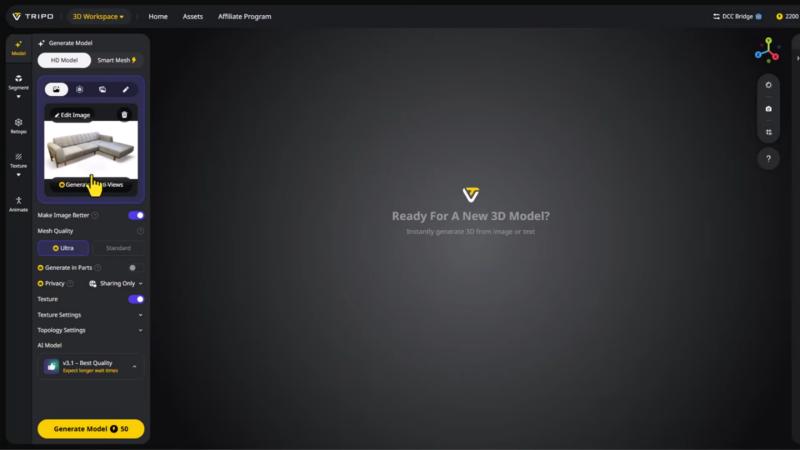 TRIPO
3D Workspace
Home
Assets
Affiliate Program
DCC Bridge
2200
Model
Segment
Retopo
Texture
Animate
Generate Model
HD Model
Smart Mesh
Edit Image
Views
Make Image Better
Mesh Quality
Ultra
Standard
Generate in Parts
Privacy
Sharing Only
Texture
Texture Settings
Topology Settings
AI Model
v3.1 – Best Quality
Expect longer wait times
Generate Model 50
Ready For A New 3D Model?
Instantly generate 3D from image or text